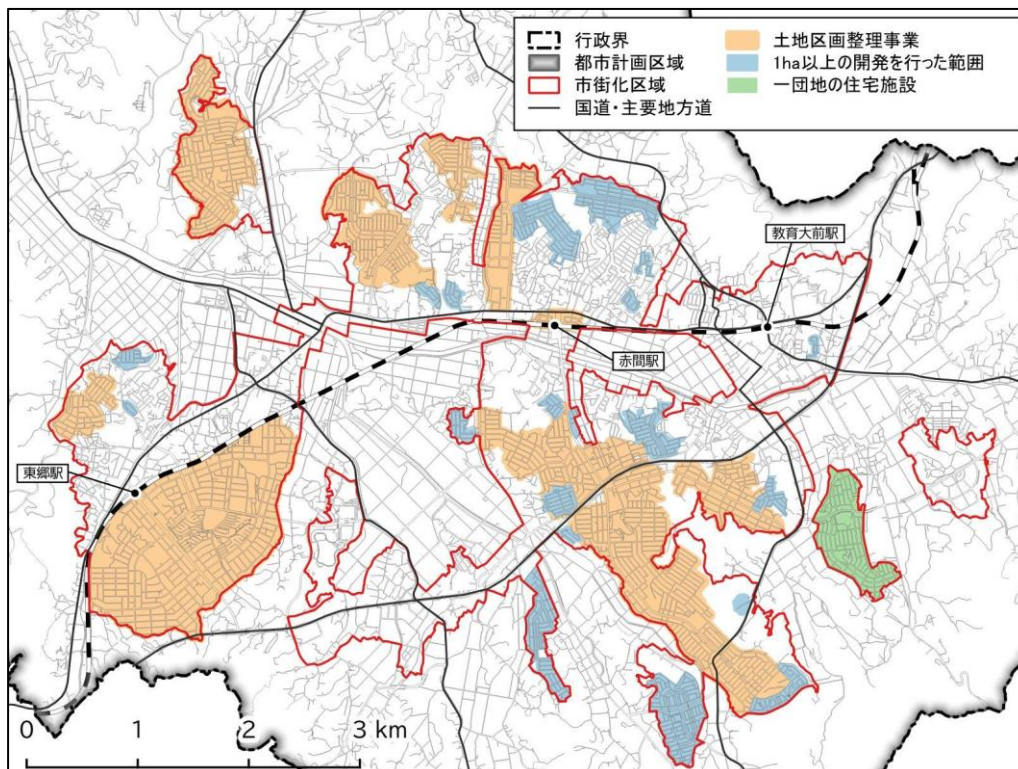 行政界
都市計画区域
市街化区域
国道・主要地方道
土地区画整理事業
1ha以上の開発を行った範囲
一団地の住宅施設
教育大前駅
赤間駅
東郷駅
0 1 2 3 km